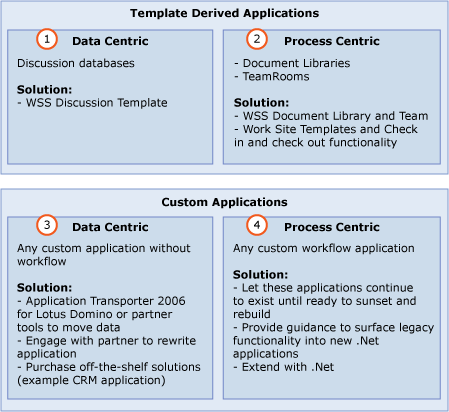 Template Derived Applications
1 Data Centric
Discussion databases
Solution:
- WSS Discussion Template
2 Process Centric
- Document Libraries
- TeamRooms
Solution:
- WSS Document Library and Team
- Work Site Templates and Check
in and check out functionality
Custom Applications
3 Data Centric
Any custom application without
workflow
Solution:
- Application Transporter 2006
for Lotus Domino or partner
tools to move data
- Engage with partner to rewrite
application
- Purchase off-the-shelf solutions
(example CRM application)
4 Process Centric
Any custom workflow application
Solution:
- Let these applications continue
to exist until ready to sunset and
rebuild
- Provide guidance to surface legacy
functionality into new .Net
applications
- Extend with .Net